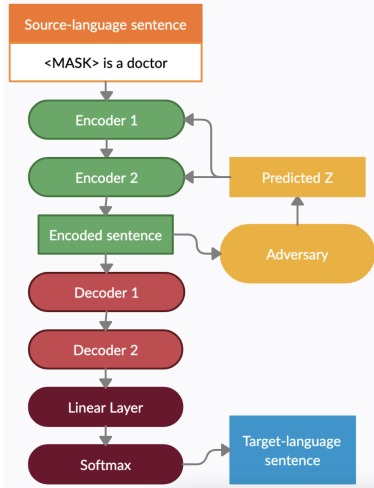 Source-language sentence
<MASK> is a doctor
Encoder 1
Encoder 2
Predicted Z
Encoded sentence
Adversary
Decoder 1
Decoder 2
Linear Layer
Softmax
Target-language
sentence